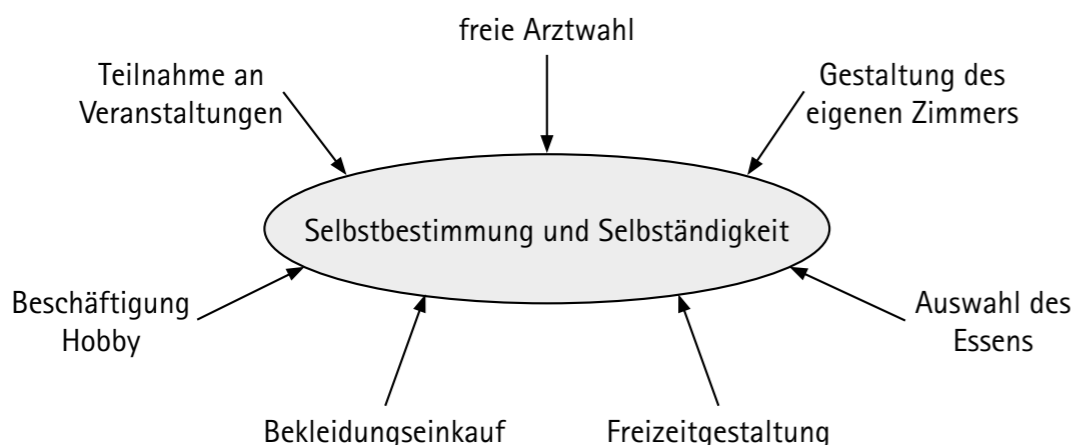 freie Arztwahl
Teilnahme an
Veranstaltungen
Gestaltung des
eigenen Zimmers
Selbstbestimmung und Selbständigkeit
Beschäftigung
Hobby
Auswahl des
Essens
Bekleidungseinkauf
Freizeitgestaltung